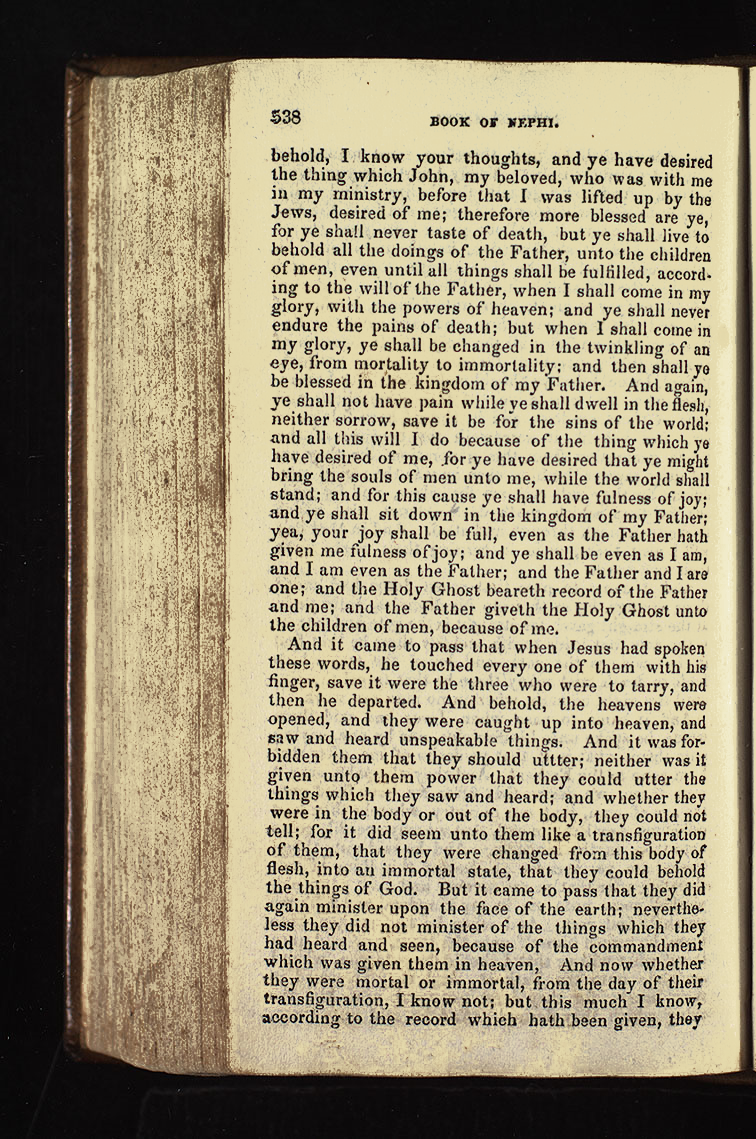 538 BOOK OF NEPHI.
behold, I know your thoughts, and ye have desired
the thing which John, my beloved, who was with me
in my ministry, before that I was lifted up by the
Jews, desired of me; therefore more blessed are ye,
for ye shall never taste of death, but ye shall live to
behold all the doings of the Father, unto the children
of men, even until all things shall be fulfilled, accord-
ing to the will of the Father, when I shall come in my
glory, with the powers of heaven; and ye shall never
endure the pains of death; but when I shall come in
my glory, ye shall be changed in the twinkling of an
eye, from mortality to immortality; and then shall ye
be blessed in the kingdom of my Father. And again,
ye shall not have pain while ye shall dwell in the flesh,
neither sorrow, save it be for the sins of the world;
and all this will I do because of the thing which ye
have desired of me, for ye have desired that ye might
bring the souls of men unto me, while the world shall
stand; and for this cause ye shall have fulness of joy;
and ye shall sit down in the kingdom of my Father;
yea, your joy shall be full, even as the Father hath
given me fulness of joy; and ye shall be even as I am,
and I am even as the Father; and the Father and I are
one; and the Holy Ghost beareth record of the Father
and me; and the Father giveth the Holy Ghost unto
the children of men, because of me.
And it came to pass that when Jesus had spoken
these words, he touched every one of them with his
finger, save it were the three who were to tarry, and
then he departed. And behold, the heavens were
opened, and they were caught up into heaven, and
saw and heard unspeakable things. And it was for-
bidden them that they should uttter; neither was it
given unto them power that they could utter the
things which they saw and heard; and whether they
were in the body or out of the body, they could not
tell; for it did seem unto them like a transfiguration
of them, that they were changed from this body of
flesh, into an immortal state, that they could behold
the things of God. But it came to pass that they did
again minister upon the face of the earth; neverthe-
less they did not minister of the things which they
had heard and seen, because of the commandment
which was given them in heaven, And now whether
they were mortal or immortal, from the day of their
transfiguration, I know not; but this much I know,
according to the record which hath been given, they